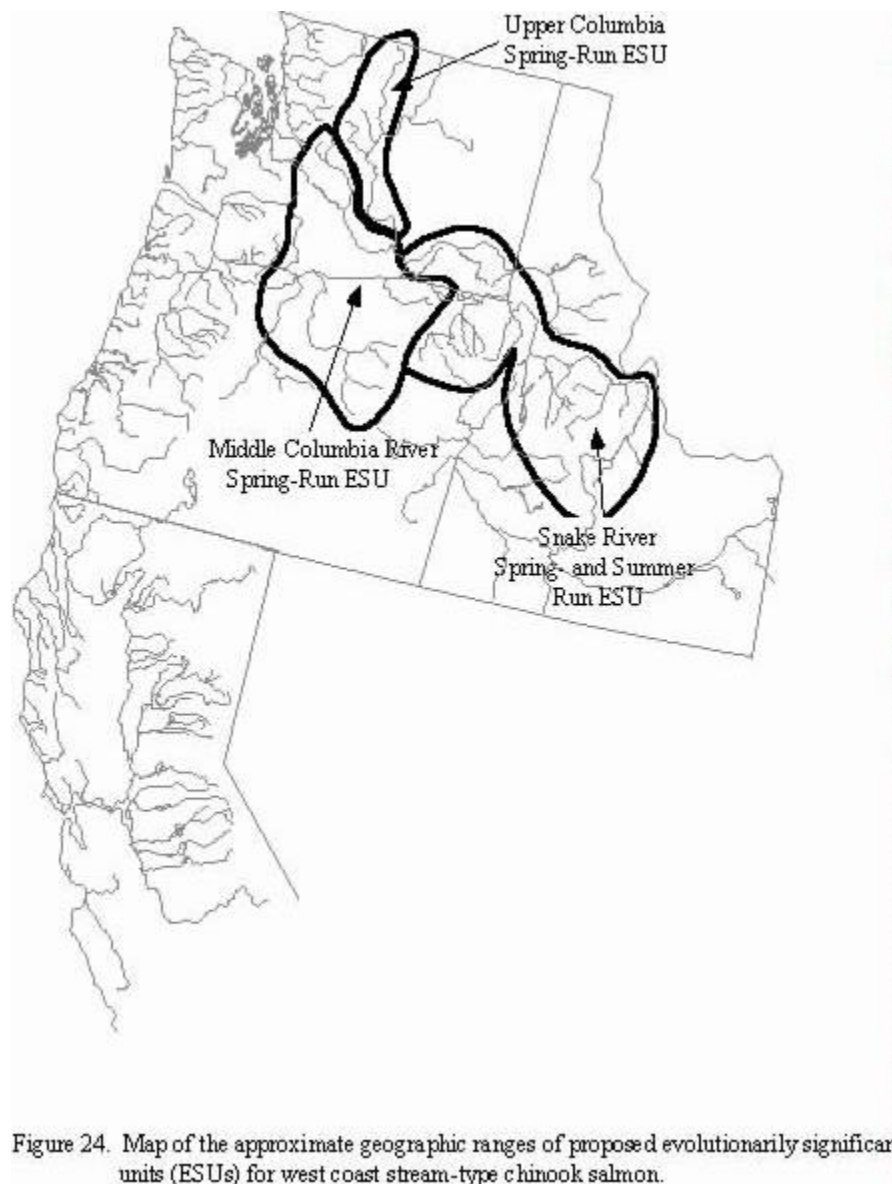 Upper Columbia
Spring-Run ESU
Middle Columbia River
Spring-Run ESU
Snake River
Spring- and Summer
Run ESU
Figure 24. Map of the approximate geographic ranges of proposed evolutionarily significan
units (ESUs) for west coast stream-type chinook salmon.